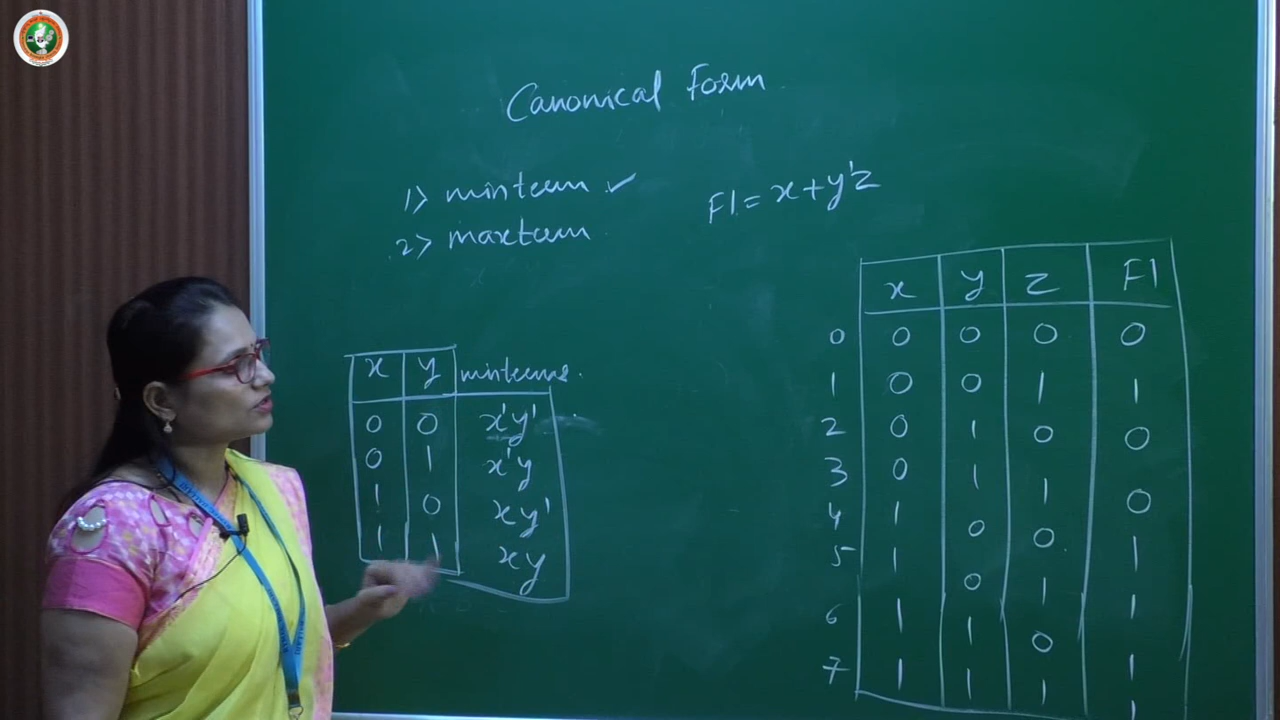 Canonical Form
1) minterm ✓
2) maxterm
F1 = x+y'z
x y minterms.
0 0 x'y'
0 1 x'y
1 0 xy'
1 1 xy
x y z F1
0 0 0 0 0
1 0 0 1 1
2 0 1 0 0
3 0 1 1 0
4 1 0 0 1
5 1 0 1 1
6 1 1 0 1
7 1 1 1 1